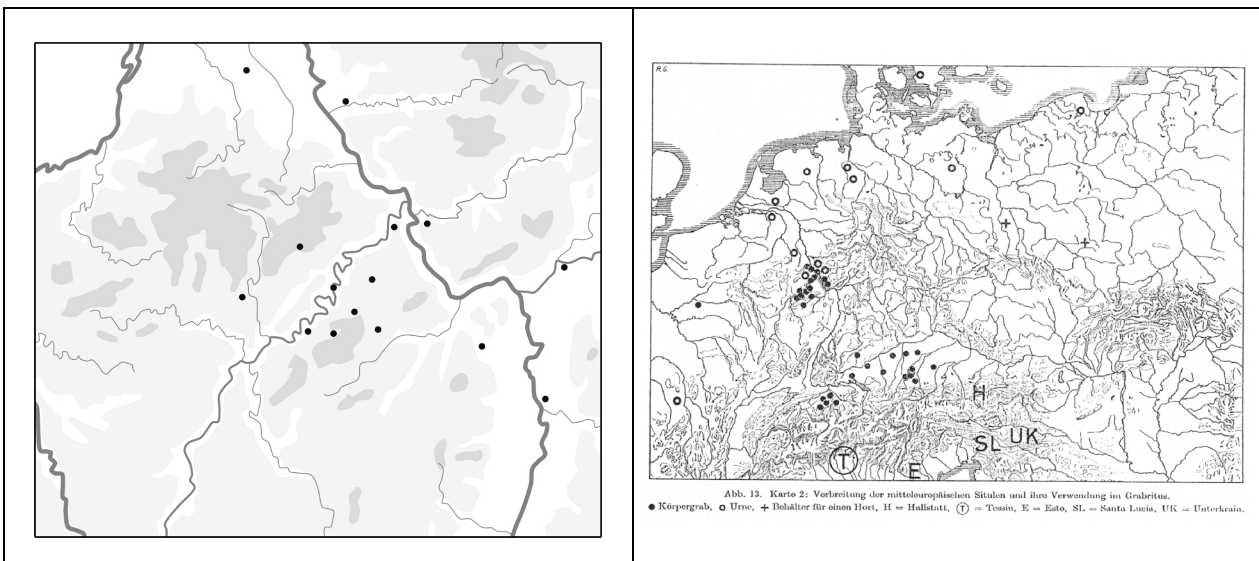 R.G.
H
SL UK
T
E
Abb. 13. Karte 2: Verbreitung der mitteleuropäischen Situlen und ihre Verwendung im Grabritus.
● Körpergrab, o Urne, + Behälter für einen Hort, H = Hallstatt, Ⓣ = Tessin, E = Este, SL = Santa Lucia, UK = Unterkrain.